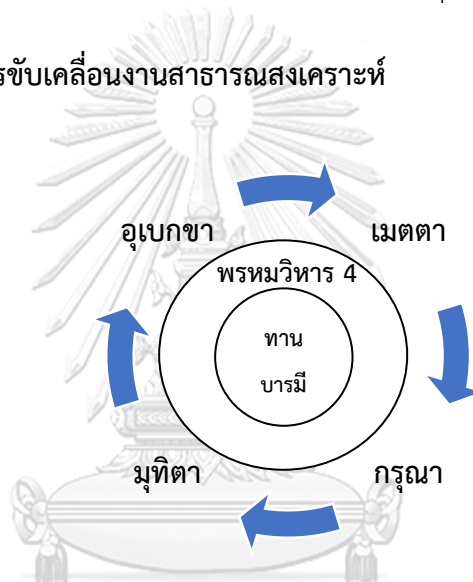 รขับเคลื่อนงานสาธารณสงเคราะห์
อุเบกขา
เมตตา
พรหมวิหาร 4
ทาน
บารมี
มุทิตา
กรุณา